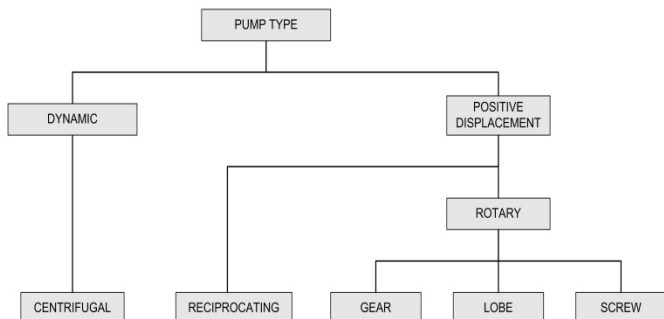 PUMP TYPE
DYNAMIC
POSITIVE
DISPLACEMENT
ROTARY
CENTRIFUGAL
RECIPROCATING
GEAR
LOBE
SCREW